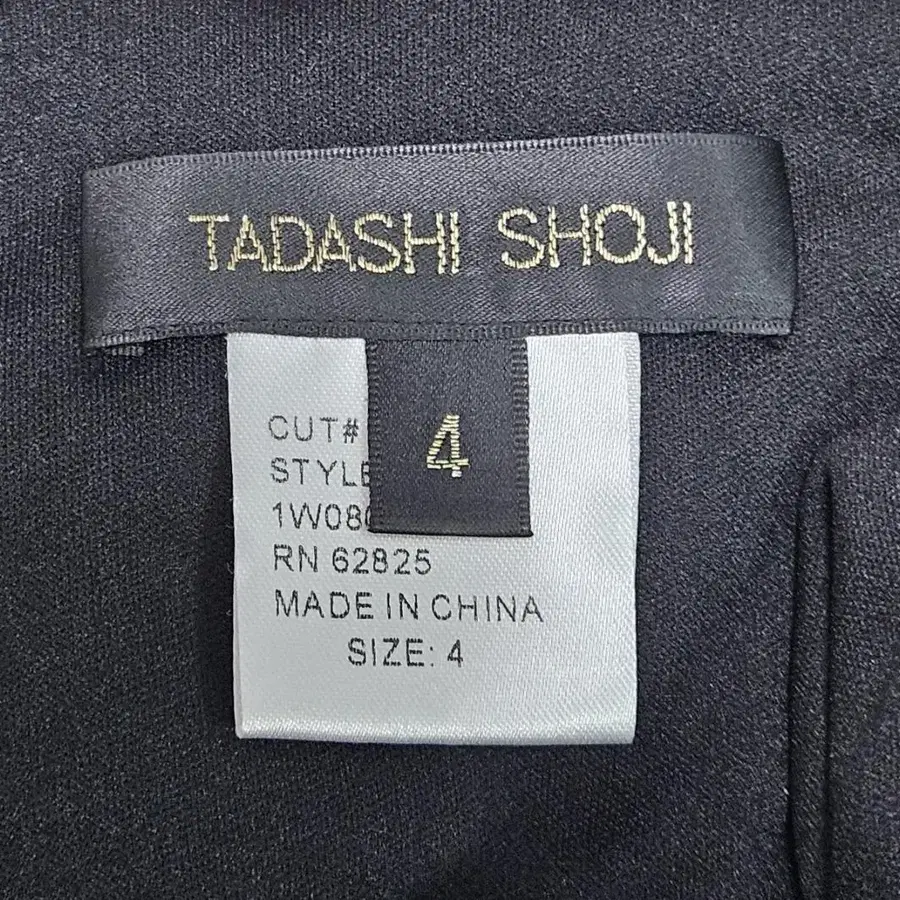 TADASHI SHOJI
4
CUT#
STYLE
RN 62825
MADE IN CHINA
SIZE: 4